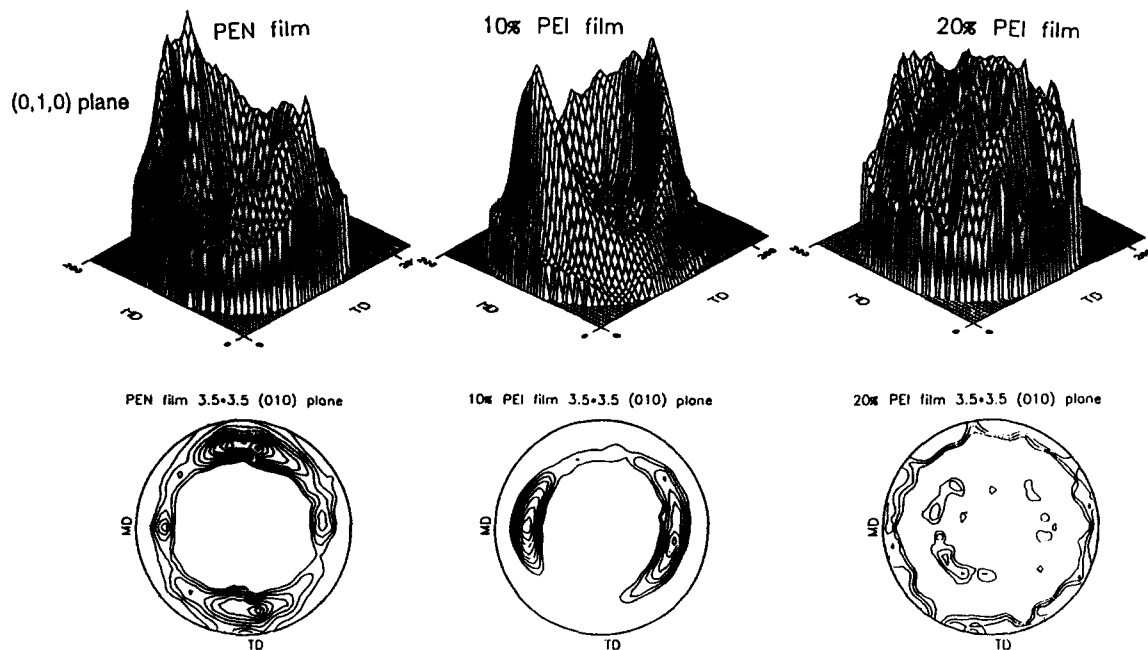 PEN film
10% PEI film
20% PEI film
(0,1,0) plane
MD
TD
MD
TD
MD
TD
PEN film 3.5*3.5 (010) plane
10% PEI film 3.5*3.5 (010) plane
20% PEI film 3.5*3.5 (010) plane
MD
MD
MD
TD
TD
TD